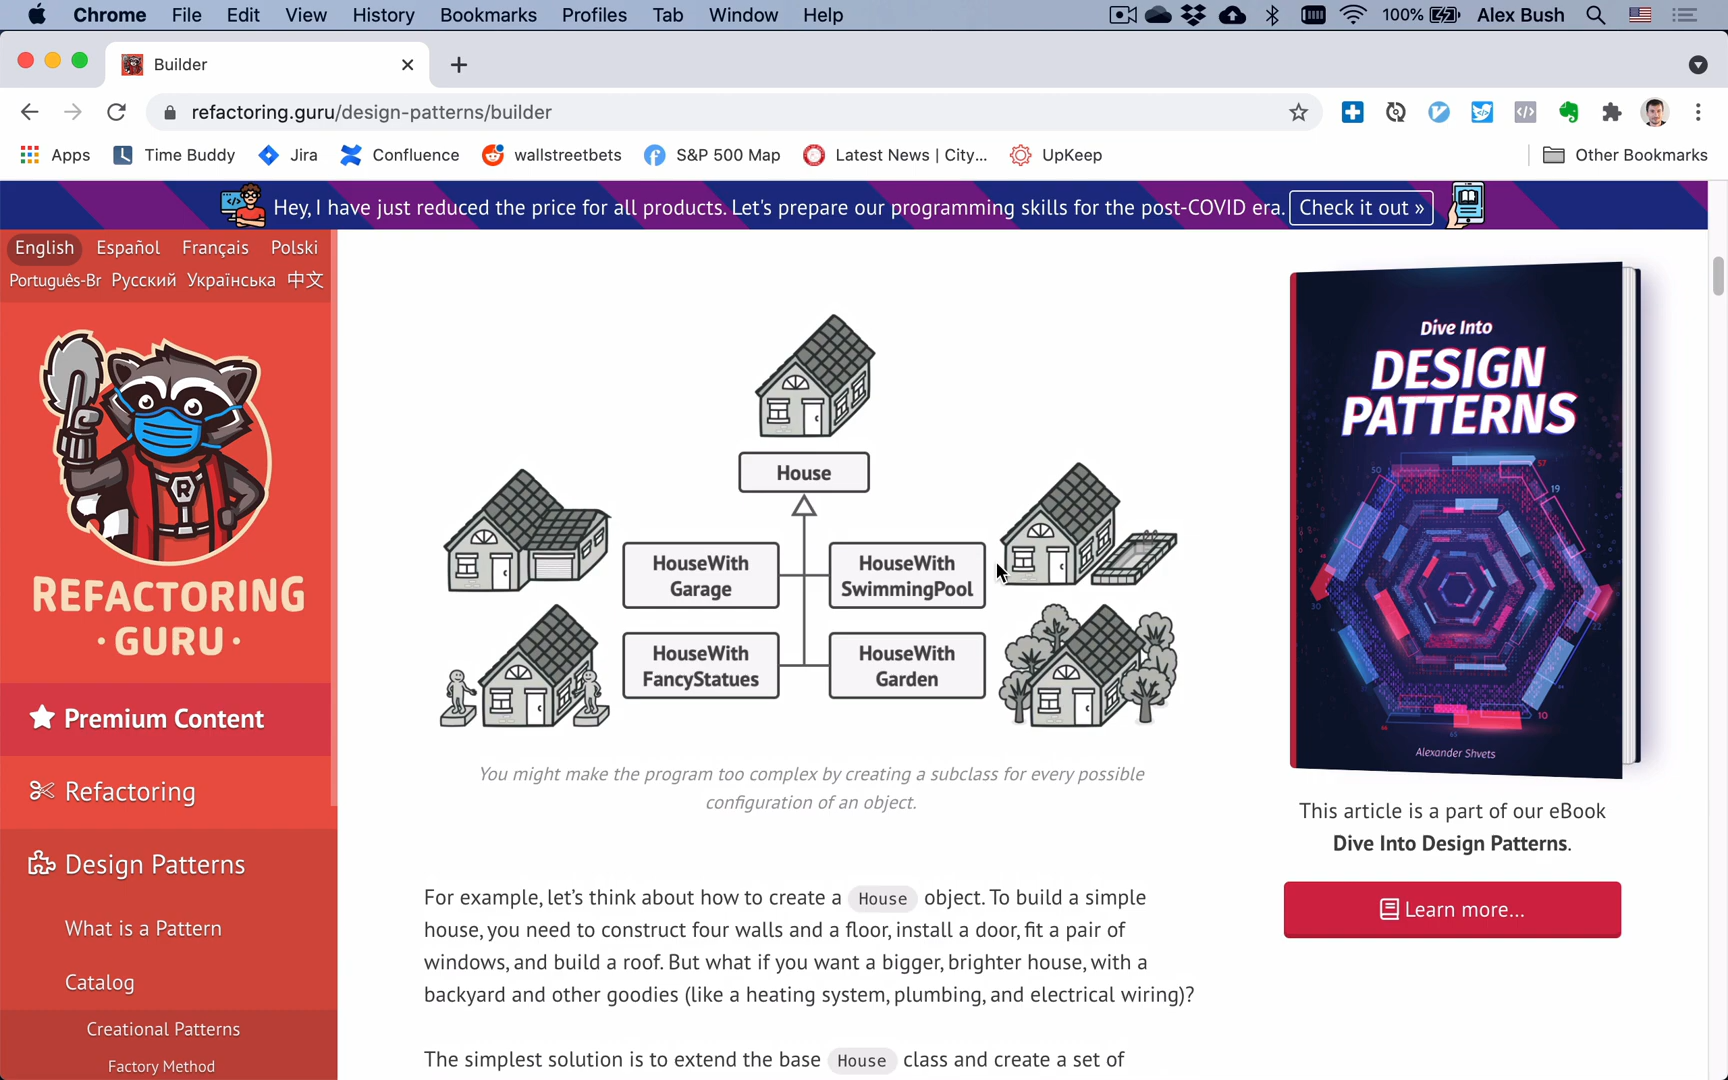 Chrome File Edit View History Bookmarks Profiles Tab Window Help 100% Alex Bush
Builder
refactoring.guru/design-patterns/builder
Apps Time Buddy Jira Confluence wallstreetbets S&P 500 Map Latest News | City... UpKeep Other Bookmarks
Hey, I have just reduced the price for all products. Let's prepare our programming skills for the post-COVID era. Check it out »
English Español Français Polski
Português-Br Русский Українська 中文
R
REFACTORING
· GURU ·
Premium Content
Refactoring
Design Patterns
What is a Pattern
Catalog
Creational Patterns
Factory Method
House
HouseWith
Garage
HouseWith
SwimmingPool
HouseWith
FancyStatues
HouseWith
Garden
You might make the program too complex by creating a subclass for every possible
configuration of an object.
For example, let’s think about how to create a House object. To build a simple
house, you need to construct four walls and a floor, install a door, fit a pair of
windows, and build a roof. But what if you want a bigger, brighter house, with a
backyard and other goodies (like a heating system, plumbing, and electrical wiring)?
The simplest solution is to extend the base House class and create a set of
Dive Into
DESIGN
PATTERNS
50
57
19
30
10
Alexander Shvets
This article is a part of our eBook
Dive Into Design Patterns.
Learn more...